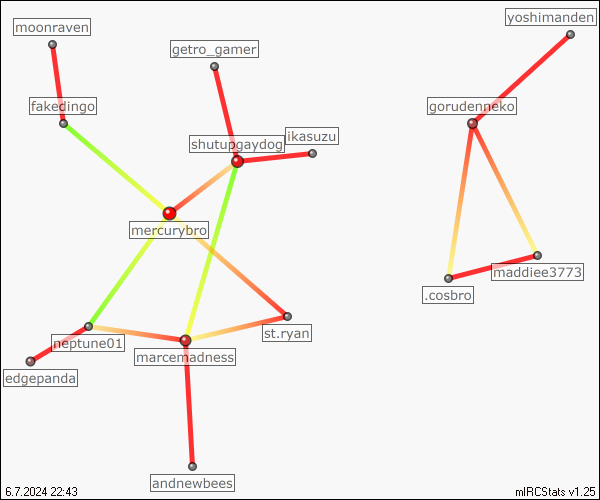 yoshimanden
moonraven
getro_gamer
fakedingo
gorudenneko
ikasuzu
shutupgaydog
mercurybro
maddiee3773
.cosbro
st.ryan
neptune01
marcemadness
edgepanda
andnewbees
6.7.2024 22:43
mIRCStats v1.25